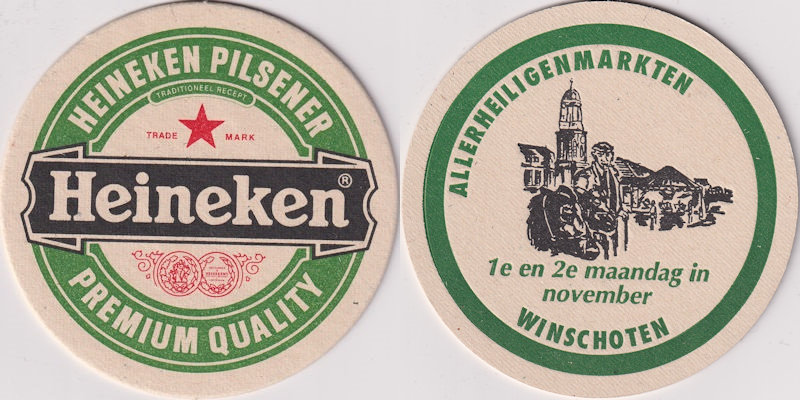 HEINEKEN PILSENER
TRADITIONEEL RECEPT
TRADE MARK
Heineken®
PREMIUM QUALITY
ALLERHEILIGENMARKTEN
1e en 2e maandag in
november
WINSCHOTEN